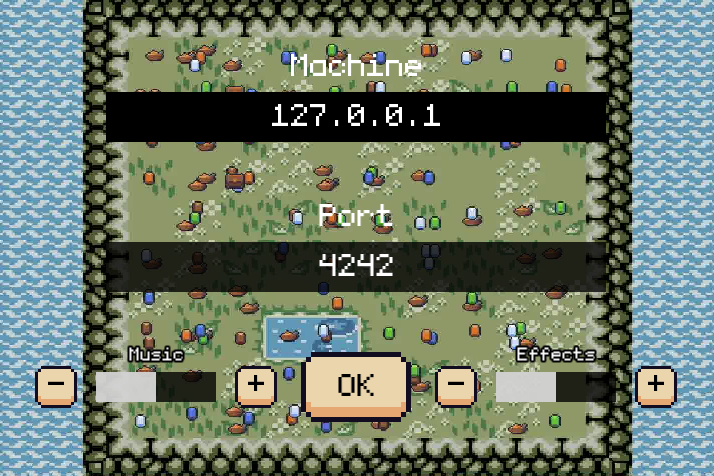 Machine
127.0.0.1
Port
4242
Music
Effects
− + OK − +